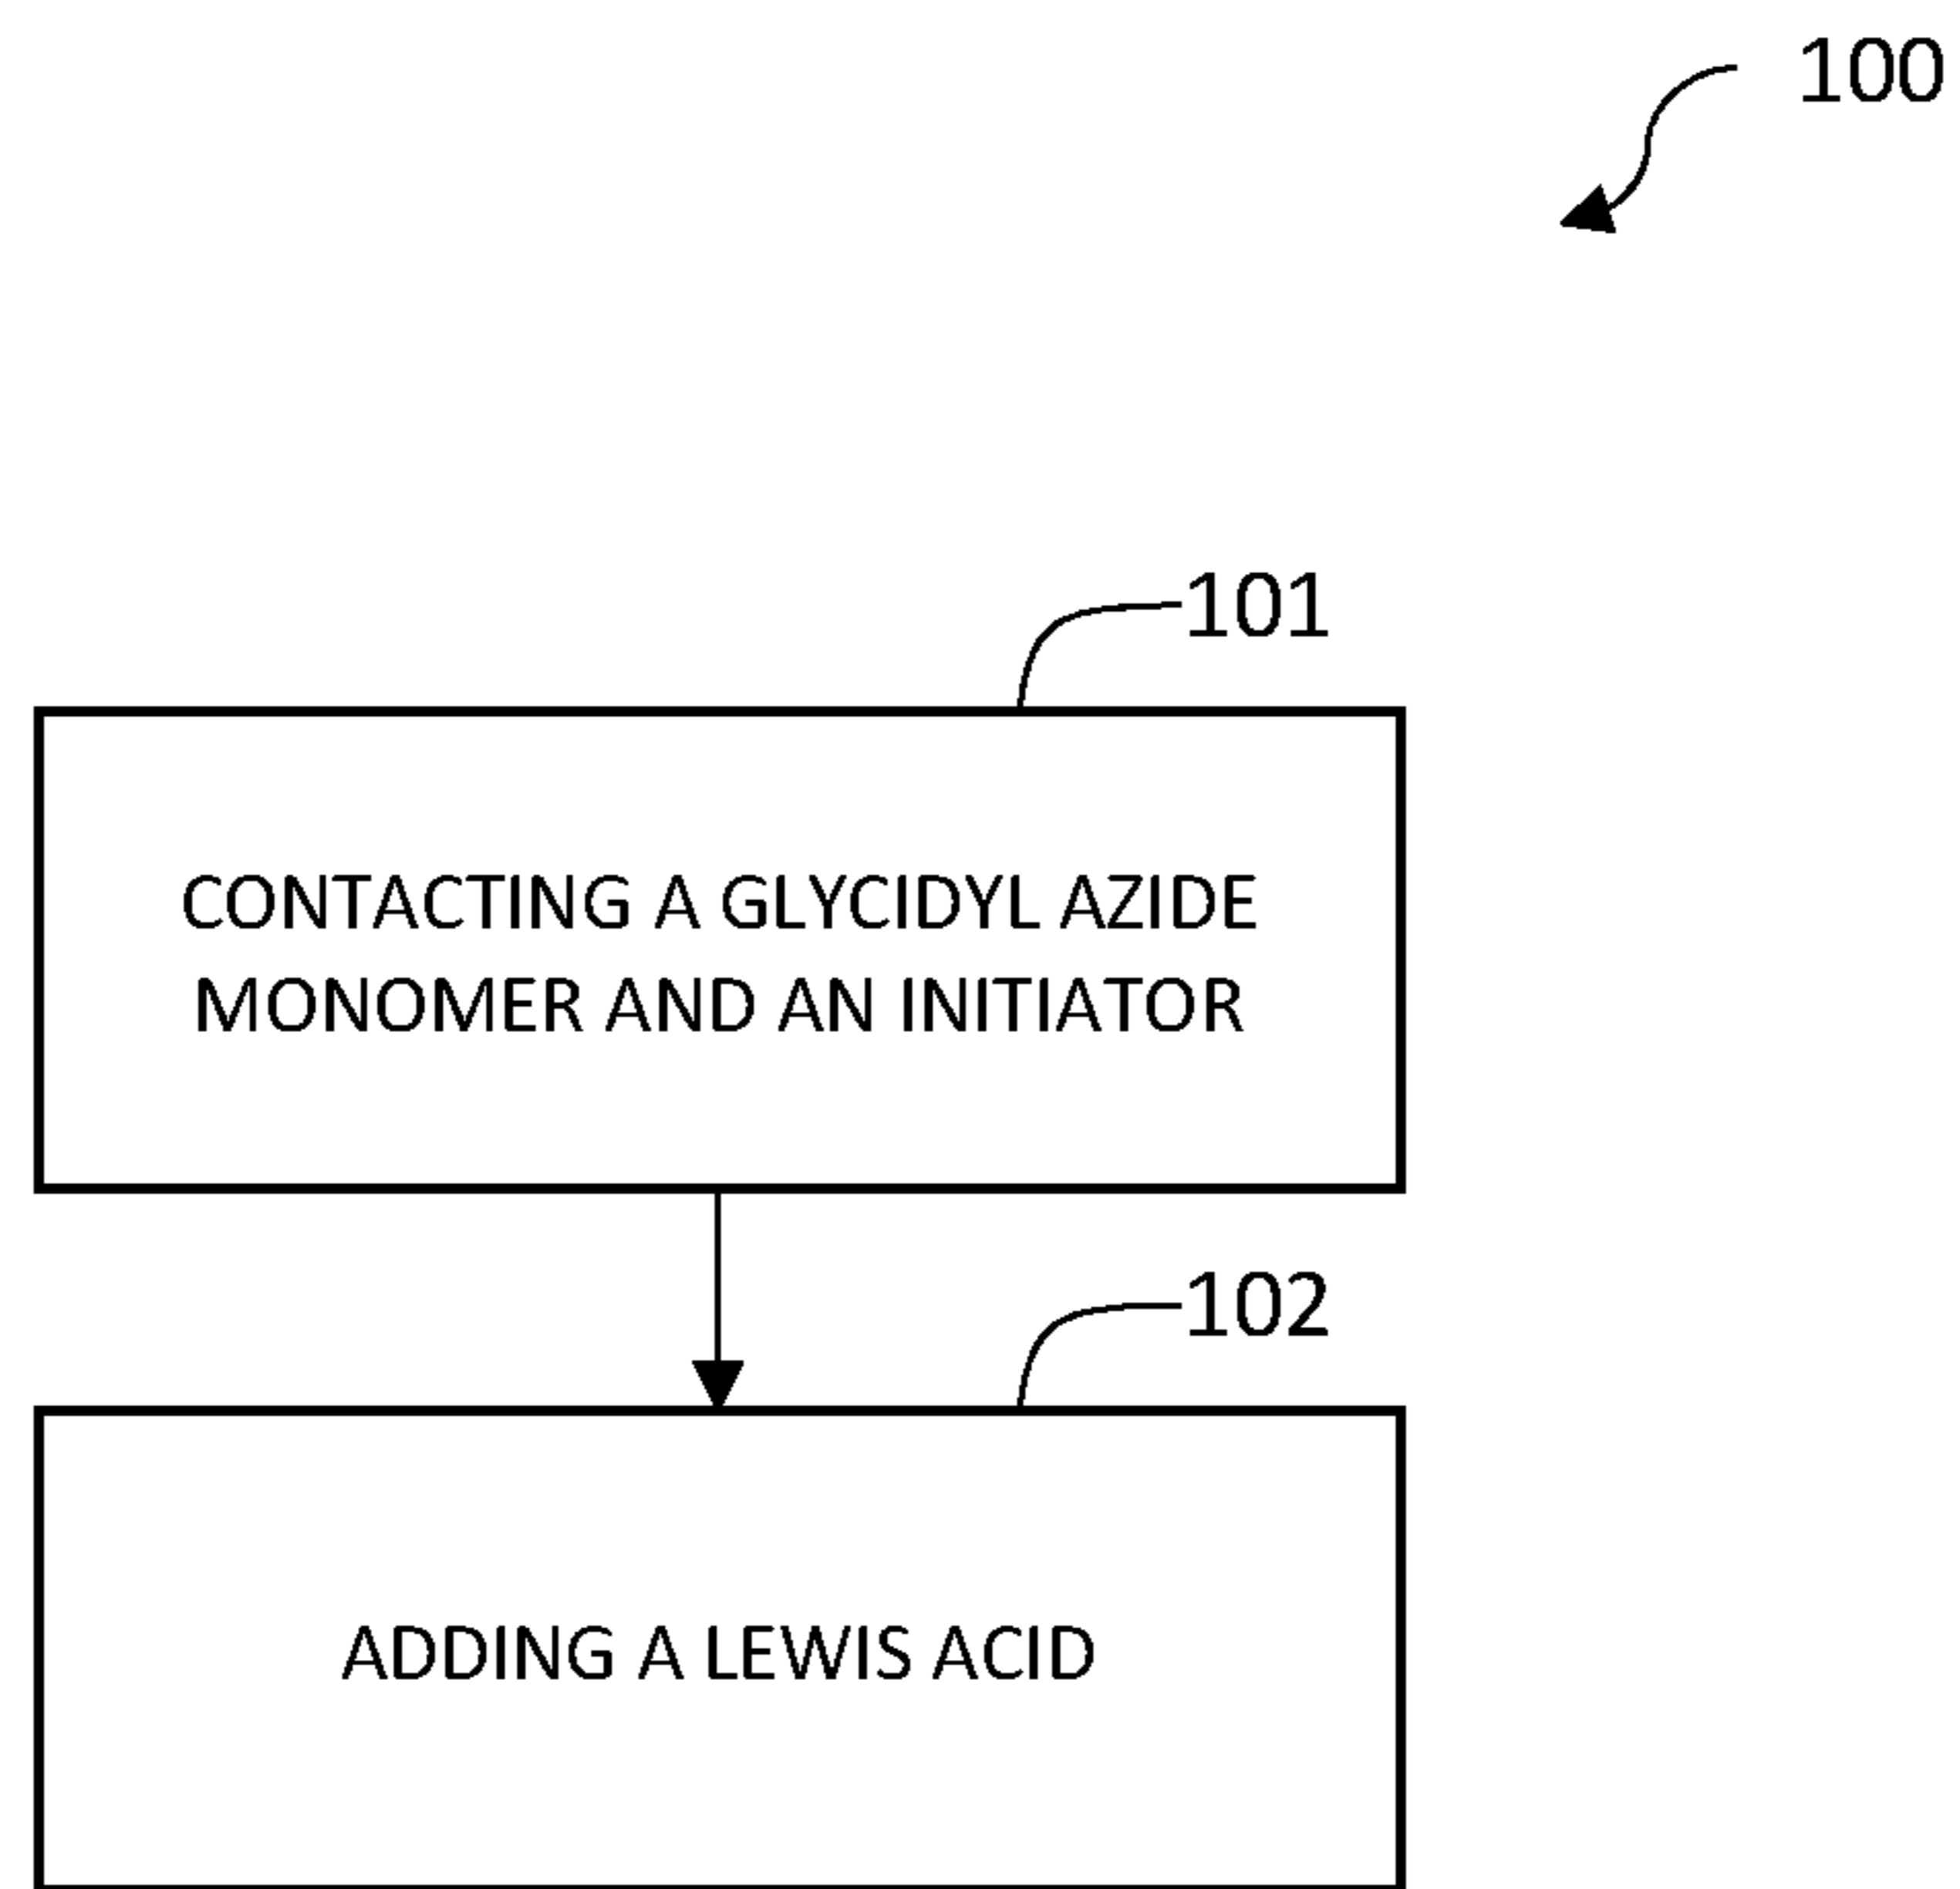 100
101
CONTACTING A GLYCIDYL AZIDE
MONOMER AND AN INITIATOR
102
ADDING A LEWIS ACID